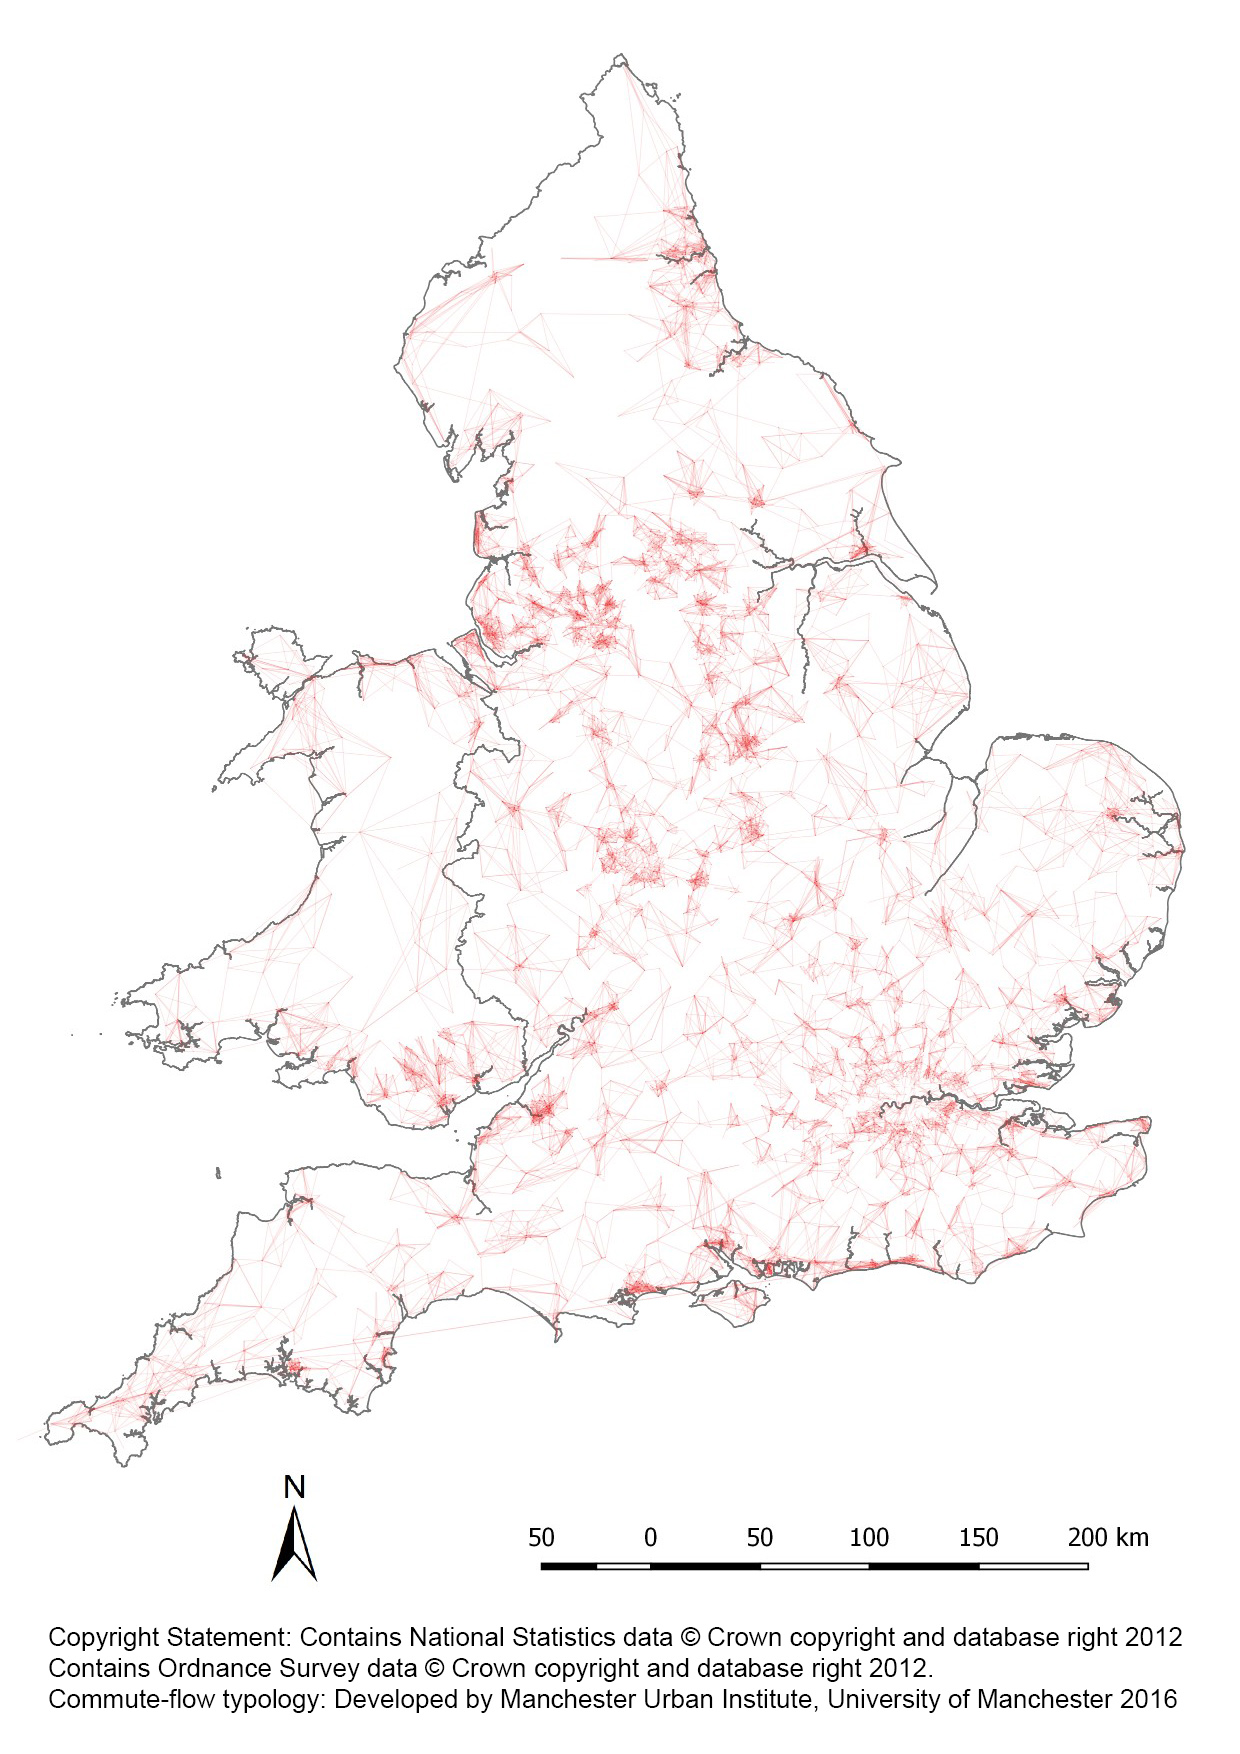 N
50 0 50 100 150 200 km
Copyright Statement: Contains National Statistics data © Crown copyright and database right 2012
Contains Ordnance Survey data © Crown copyright and database right 2012.
Commute-flow typology: Developed by Manchester Urban Institute, University of Manchester 2016